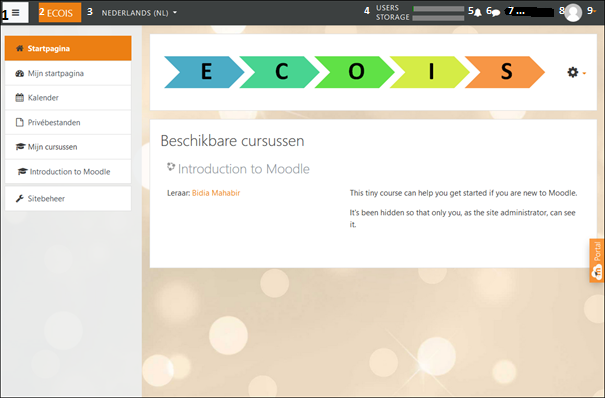 1 2 ECOIS 3 NEDERLANDS (NL) 4 USERS 5 6 7 ... 8 9
STORAGE
Startpagina
Mijn startpagina
Kalender
Privébestanden
Mijn cursussen
Introduction to Moodle
Sitebeheer
E C O I S
Beschikbare cursussen
Introduction to Moodle
Leraar: Bidia Mahabir
This tiny course can help you get started if you are new to Moodle.
It's been hidden so that only you, as the site administrator, can see
it.
Portal